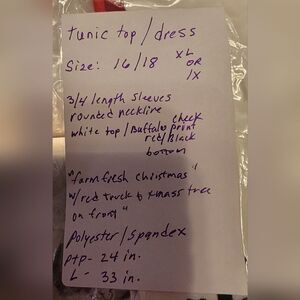 tunic top/dress
Size: 16/18 XL
OR
1X
3/4 length sleeves
rounded neckline
white top/Buffalo check print
red/Black
bottom
"farm fresh christmas"
w/red truck & xmass tree
on front"
Polyester/Spandex
ptp- 24 in.
L- 33 in.